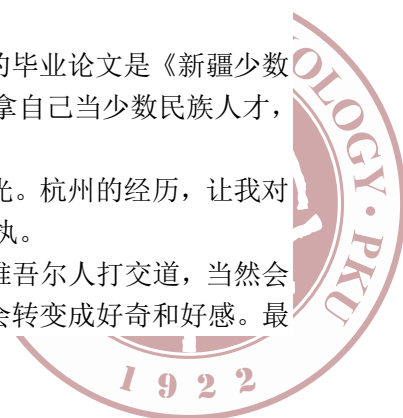 的毕业论文是《新疆少数
拿自己当少数民族人才，
光。杭州的经历，让我对
执。
维吾尔人打交道，当然会
会转变成好奇和好感。最
OLOGY · PKU
1922